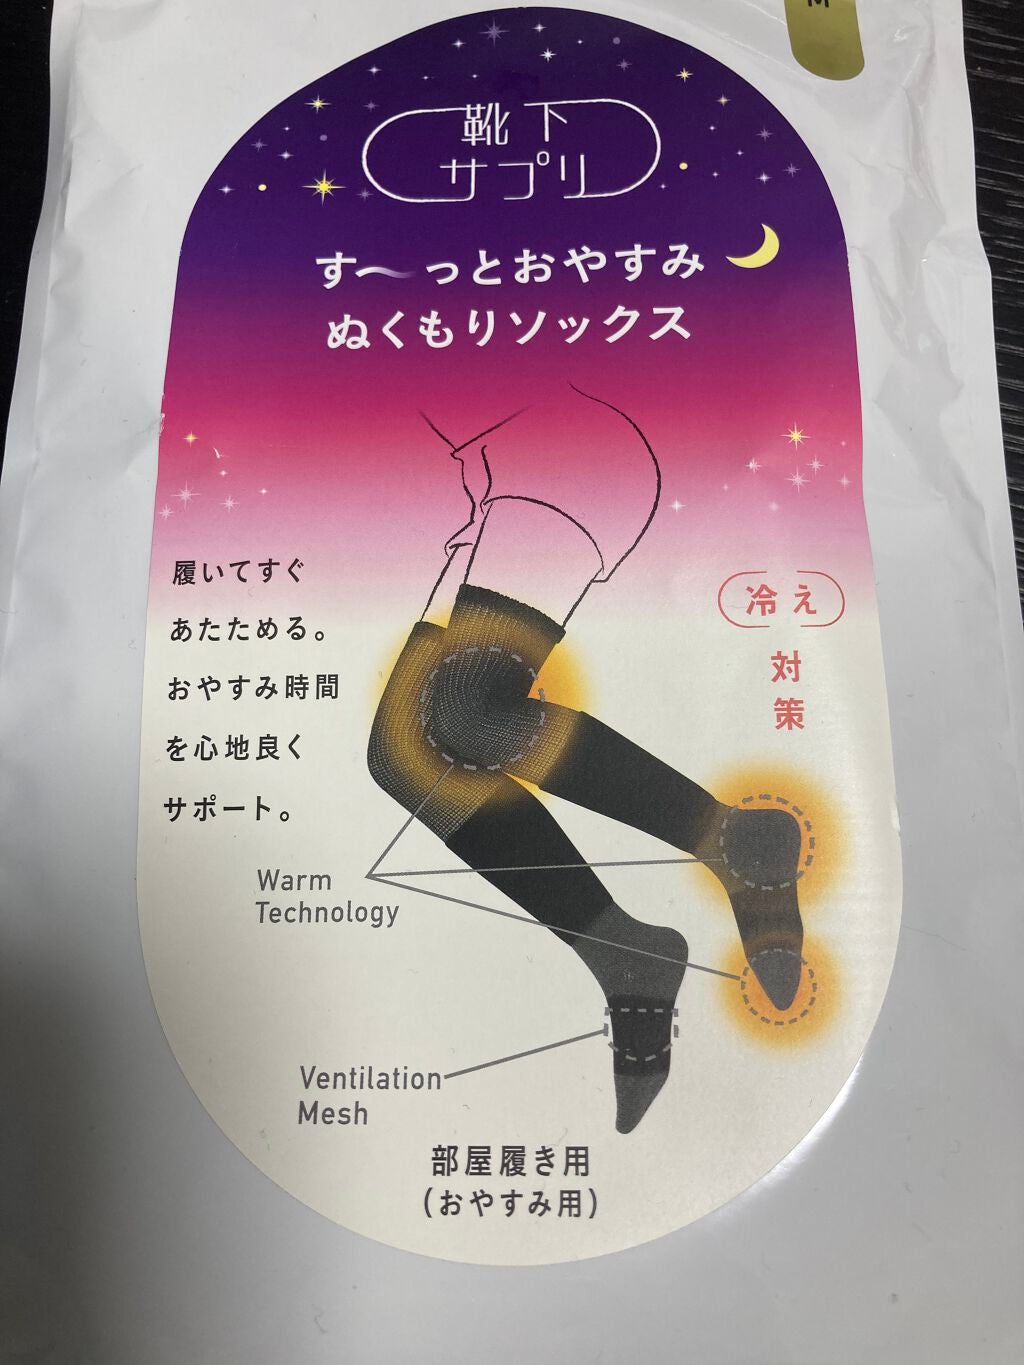 M
靴下
サプリ
す〜っとおやすみ
ぬくもりソックス
履いてすぐ
あたためる。
おやすみ時間
を心地良く
サポート。
冷え
対
策
Warm
Technology
Ventilation
Mesh
部屋履き用
(おやすみ用)